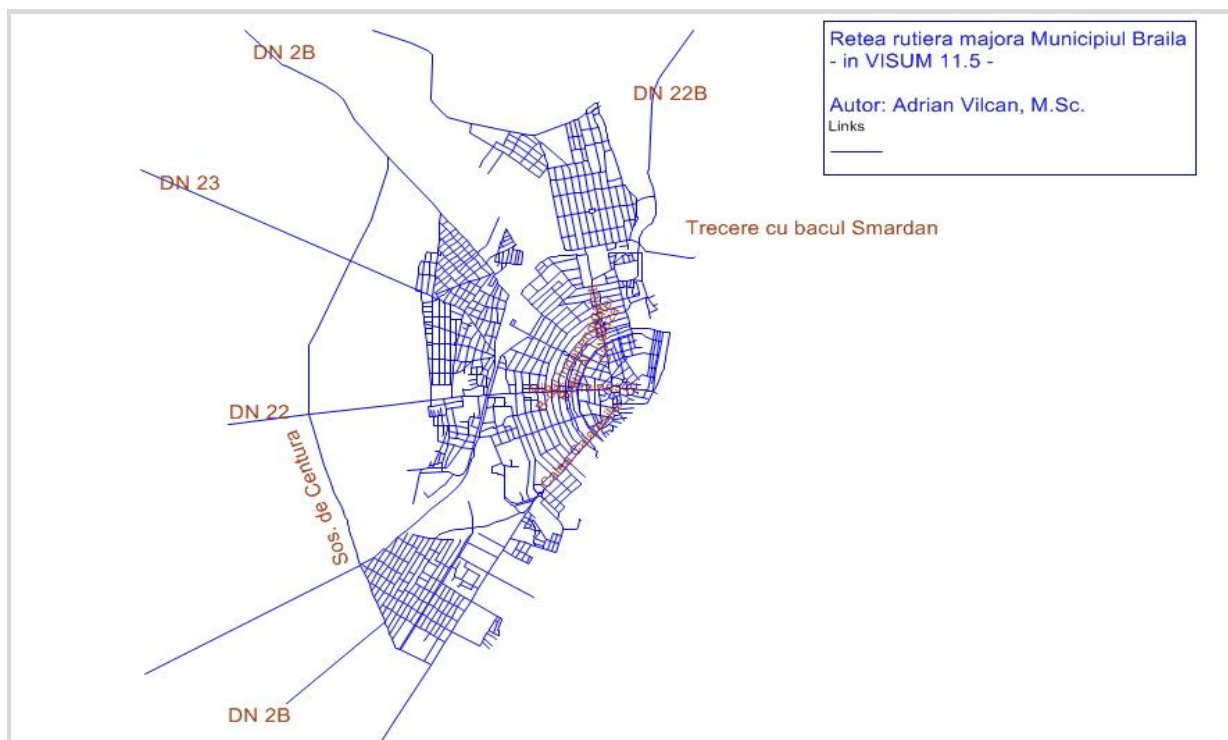 DN 2B
DN 22B
Retea rutiera majora Municipiul Braila
- in VISUM 11.5 -
Autor: Adrian Vilcan, M.Sc.
Links
DN 23
Trecere cu bacul Smardan
DN 22
Sos. de Centura
Calea
DN 2B